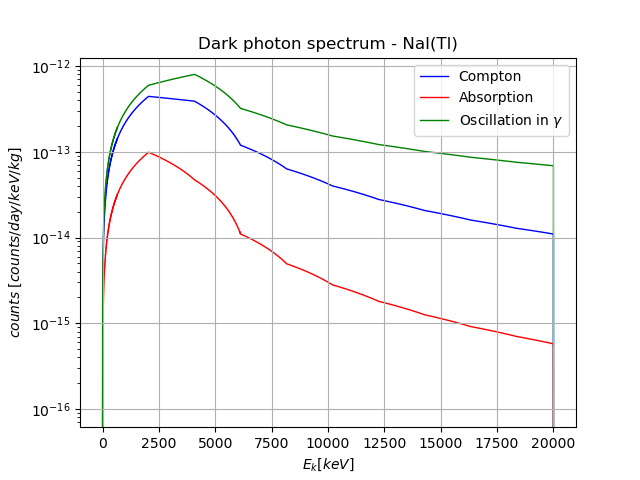 Dark photon spectrum - NaI(Tl)
counts [counts/day/keV/kg]
10⁻¹²
10⁻¹³
10⁻¹⁴
10⁻¹⁵
10⁻¹⁶
Compton
Absorption
Oscillation in γ
0 2500 5000 7500 10000 12500 15000 17500 20000
E_k[keV]